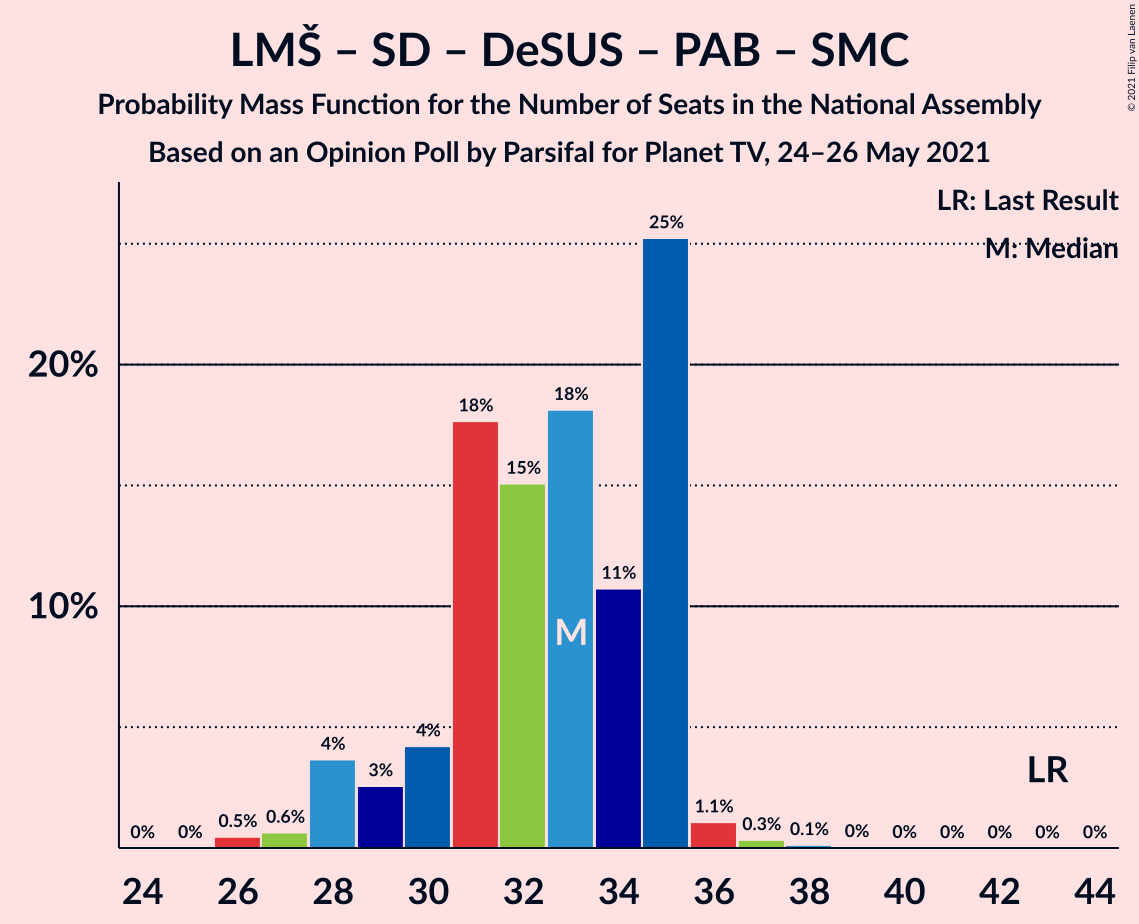 LMŠ – SD – DeSUS – PAB – SMC
Probability Mass Function for the Number of Seats in the National Assembly
Based on an Opinion Poll by Parsifal for Planet TV, 24–26 May 2021
© 2021 Filip van Laenen
LR: Last Result
M: Median
20%
10%
0%
0%
0.5%
0.6%
4%
3%
4%
18%
15%
18%
11%
25%
1.1%
0.3%
0.1%
0%
0%
0%
0%
0%
0%
M
LR
24 26 28 30 32 34 36 38 40 42 44